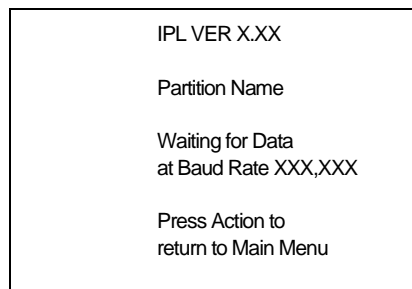 IPL VER X.XX
Partition Name
Waiting for Data
at Baud Rate XXX,XXX
Press Action to
return to Main Menu